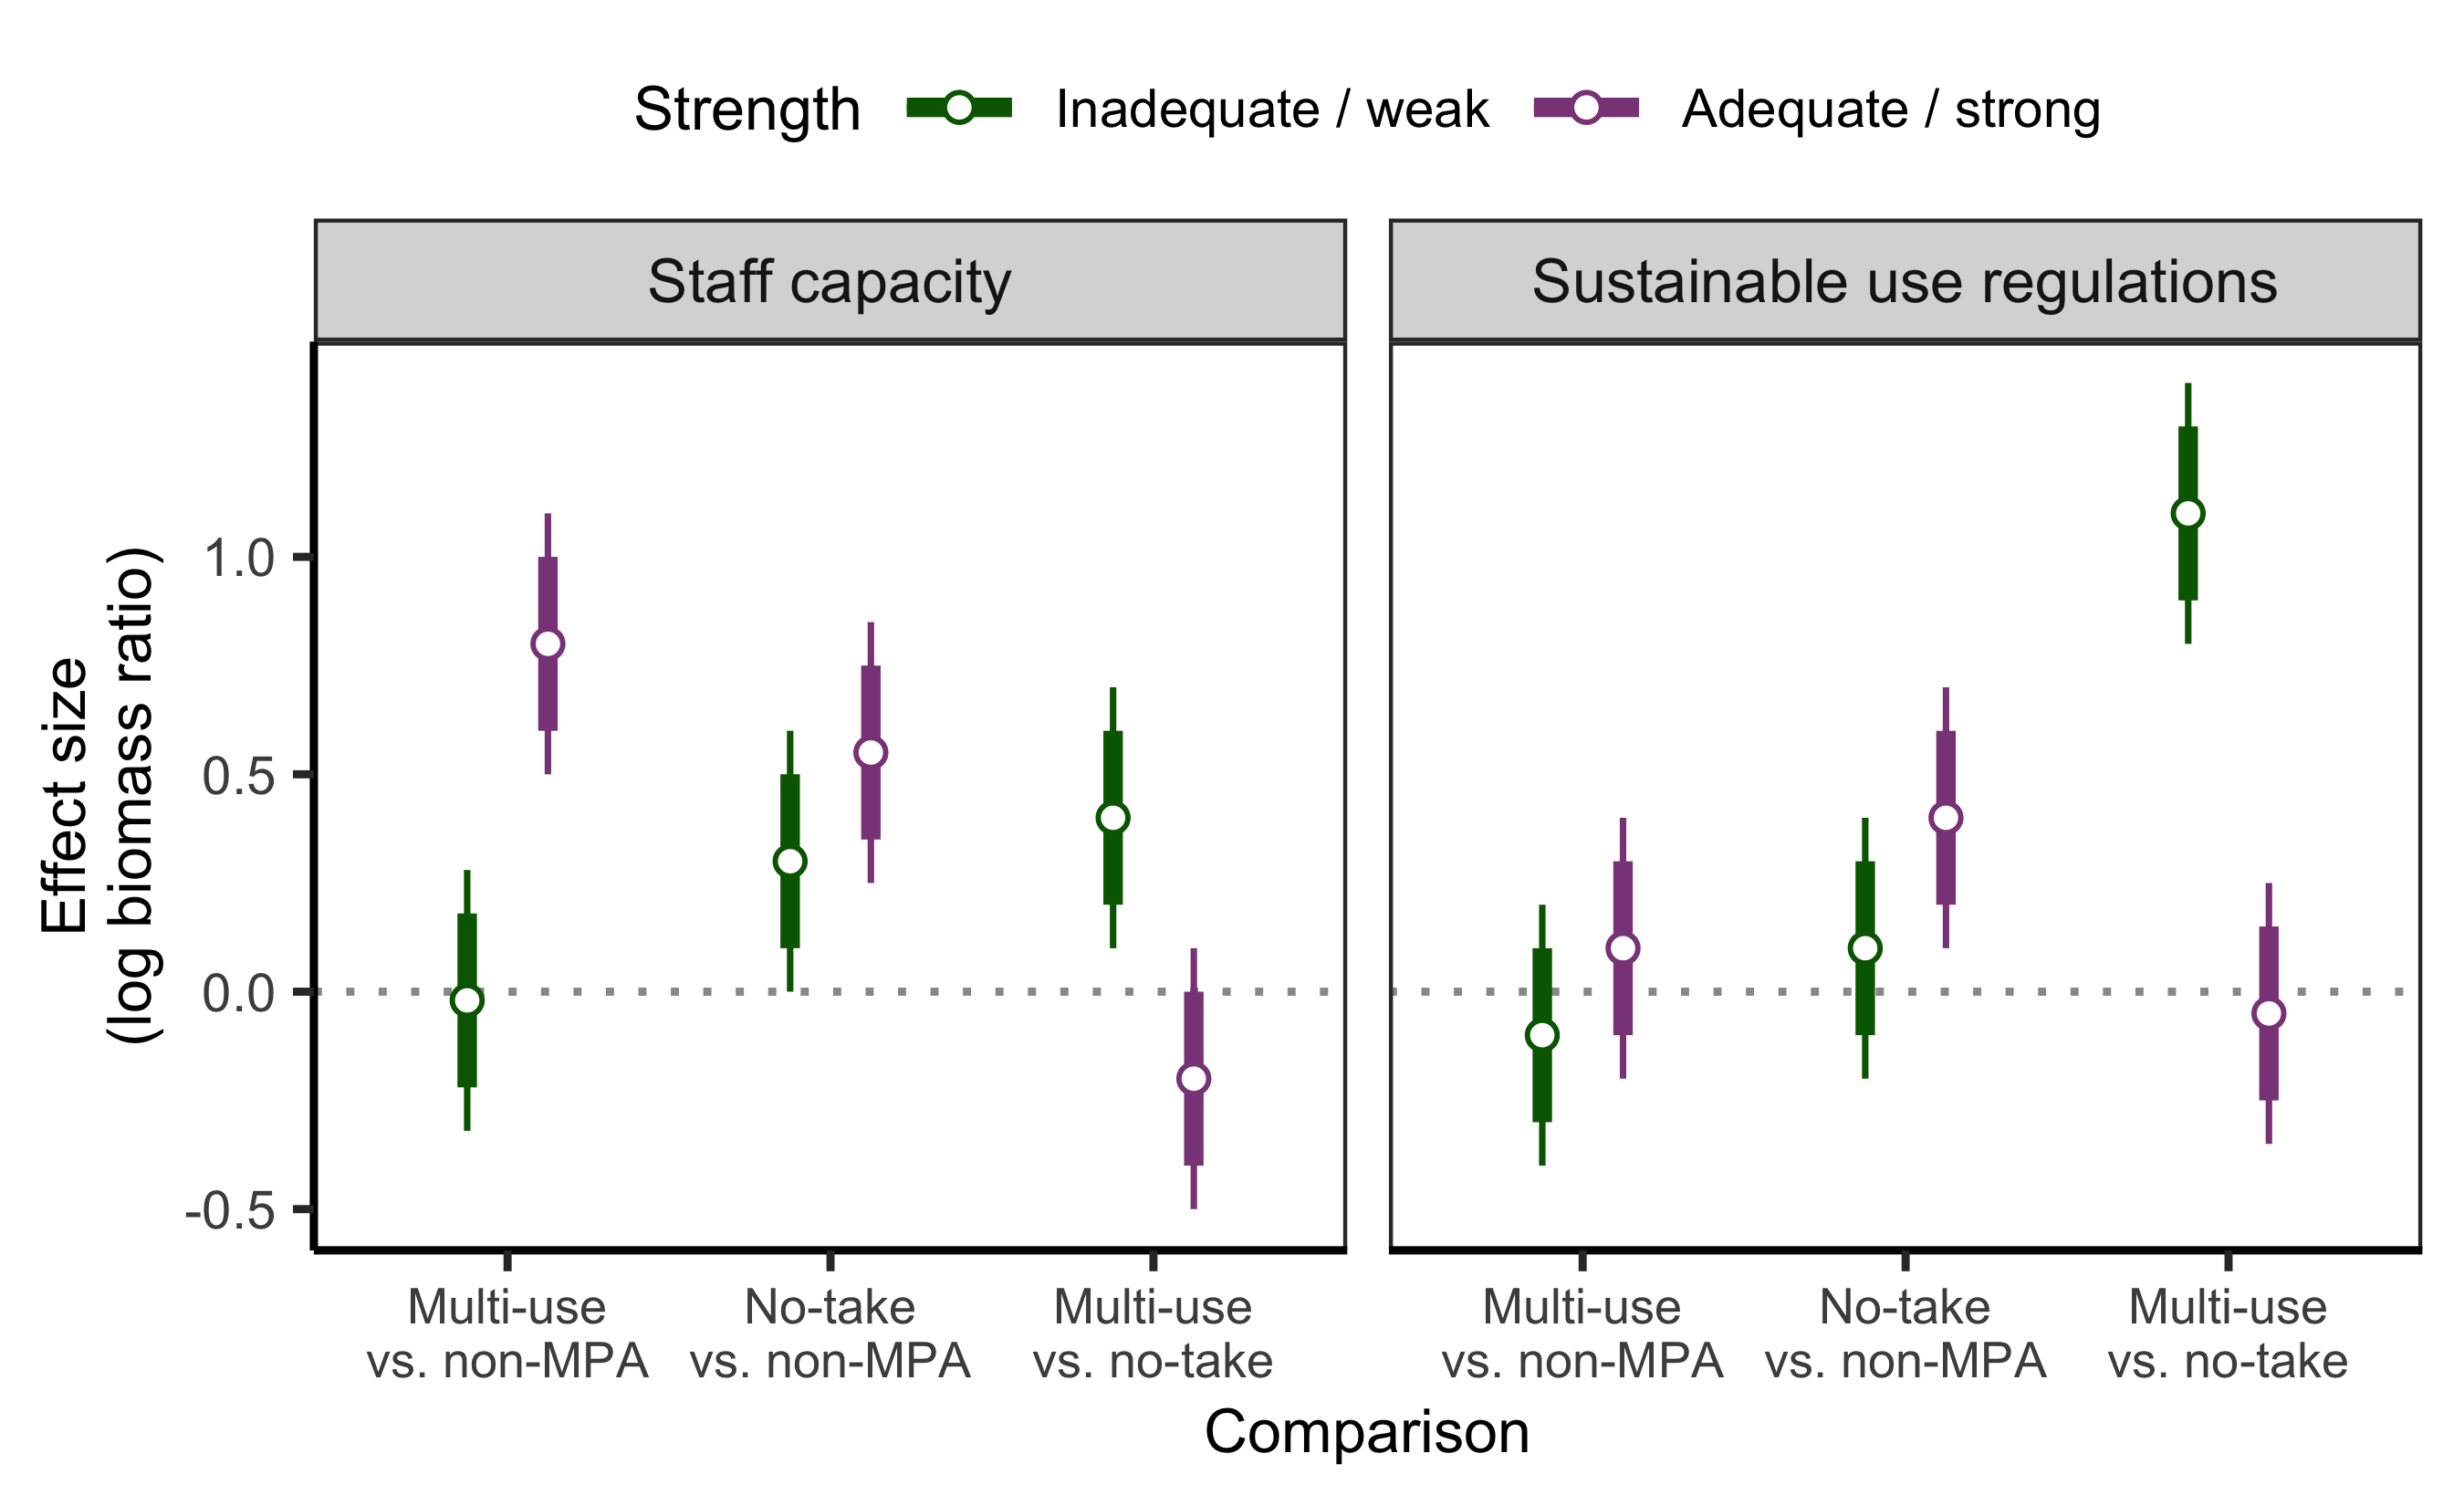 Strength Inadequate / weak Adequate / strong
Staff capacity
Sustainable use regulations
Effect size
(log biomass ratio)
1.0
0.5
0.0
-0.5
Multi-use
vs. non-MPA
No-take
vs. non-MPA
Multi-use
vs. no-take
Multi-use
vs. non-MPA
No-take
vs. non-MPA
Multi-use
vs. no-take
Comparison